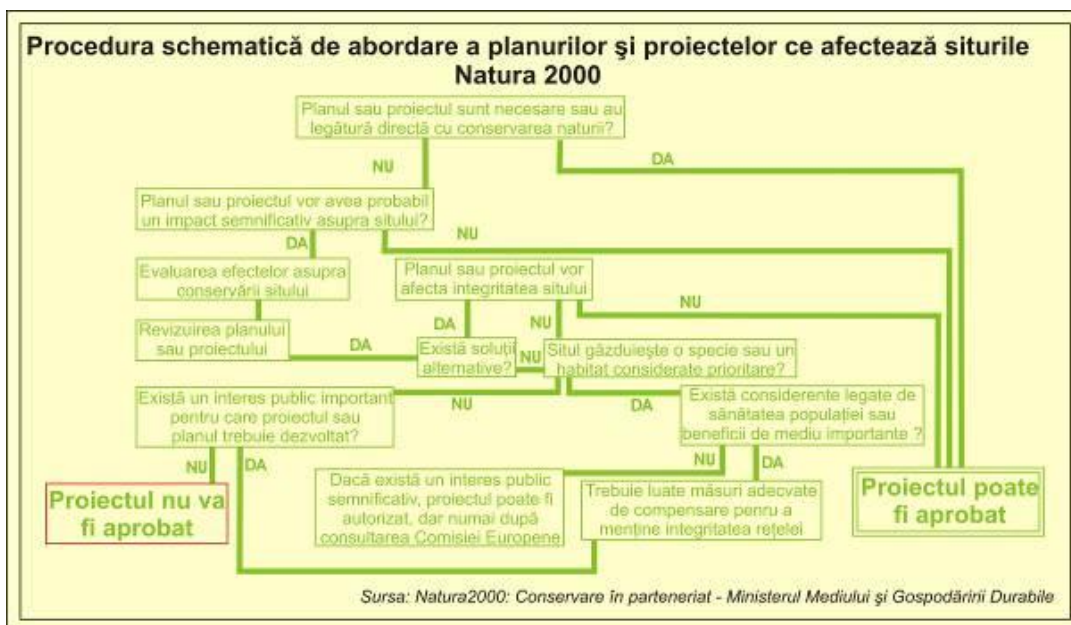 Procedura schematică de abordare a planurilor şi proiectelor ce afectează siturile
Natura 2000
Planul sau proiectul sunt necesare sau au
legătură directă cu conservarea naturii?
NU
DA
Planul sau proiectul vor avea probabil
un impact semnificativ asupra sitului?
NU
DA
Evaluarea efectelor asupra
conservării sitului
Planul sau proiect vor
afecta integritatea sitului
NU
DA
NU
Revizuirea planului
sau proiectului
DA
Există soluţii
alternative?
NU
Situl găzduieşte o specie sau un
habitat considerate prioritare?
Există un interes public important
pentru care proiectul sau
planul trebuie dezvoltat?
NU
DA
Există considerente legate de
sănătatea populaţiei sau
beneficii de mediu importante ?
NU
DA
NU
DA
Proiectul nu va
fi aprobat
Dacă există un interes public
semnificativ, proiectul poate fi
autorizat, dar numai după
consultarea Comisiei Europene
Trebuie luate măsuri adecvate
de compensare penru a
menţine integritatea reţelei
Proiectul poate
fi aprobat
Sursa: Natura2000: Conservare în parteneriat - Ministerul Mediului şi Gospodăririi Durabile